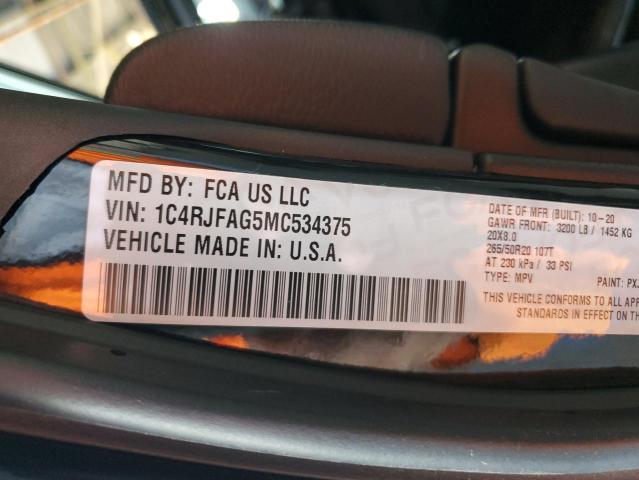 MFD BY: FCA US LLC
VIN: 1C4RJFAG5MC534375
VEHICLE MADE IN: U.S.A.
DATE OF MFR (BUILT): 10-20
GAWR FRONT: 3200 LB / 1452 KG
20X8.0
265/50R20 107T
AT 230 kPa / 33 PSI
TYPE: MPV PAINT: PXJ
THIS VEHICLE CONFORMS TO ALL APP
STANDARDS IN EFFECT ON THE